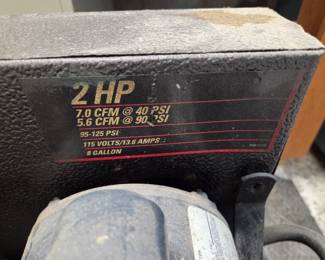 2 HP
7.0 CFM @ 40 PSI
5.6 CFM @ 90 PSI
95-125 PSI
115 VOLTS/13.6 AMPS
8 GALLON